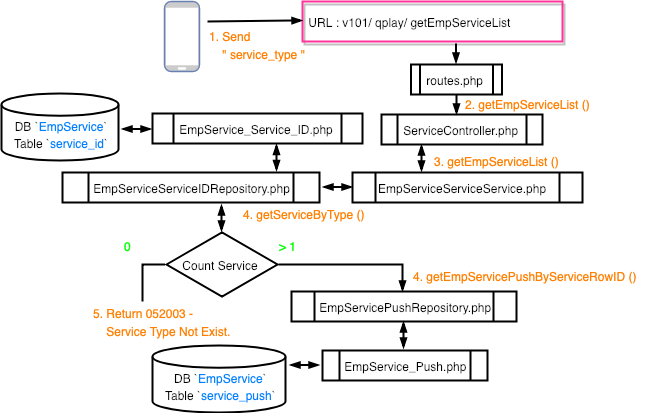 URL : v101/ qplay/ getEmpServiceList
1. Send
" service_type "
routes.php
2. getEmpServiceList ()
DB `EmpService`
Table `service_id`
EmpService_Service_ID.php
ServiceController.php
3. getEmpServiceList ()
EmpServiceServiceIDRepository.php
EmpServiceServiceService.php
4. getServiceByType ()
0
> 1
Count Service
4. getEmpServicePushByServiceRowID ()
5. Return 052003 -
Service Type Not Exist.
EmpServicePushRepository.php
EmpService_Push.php
DB `EmpService`
Table `service_push`